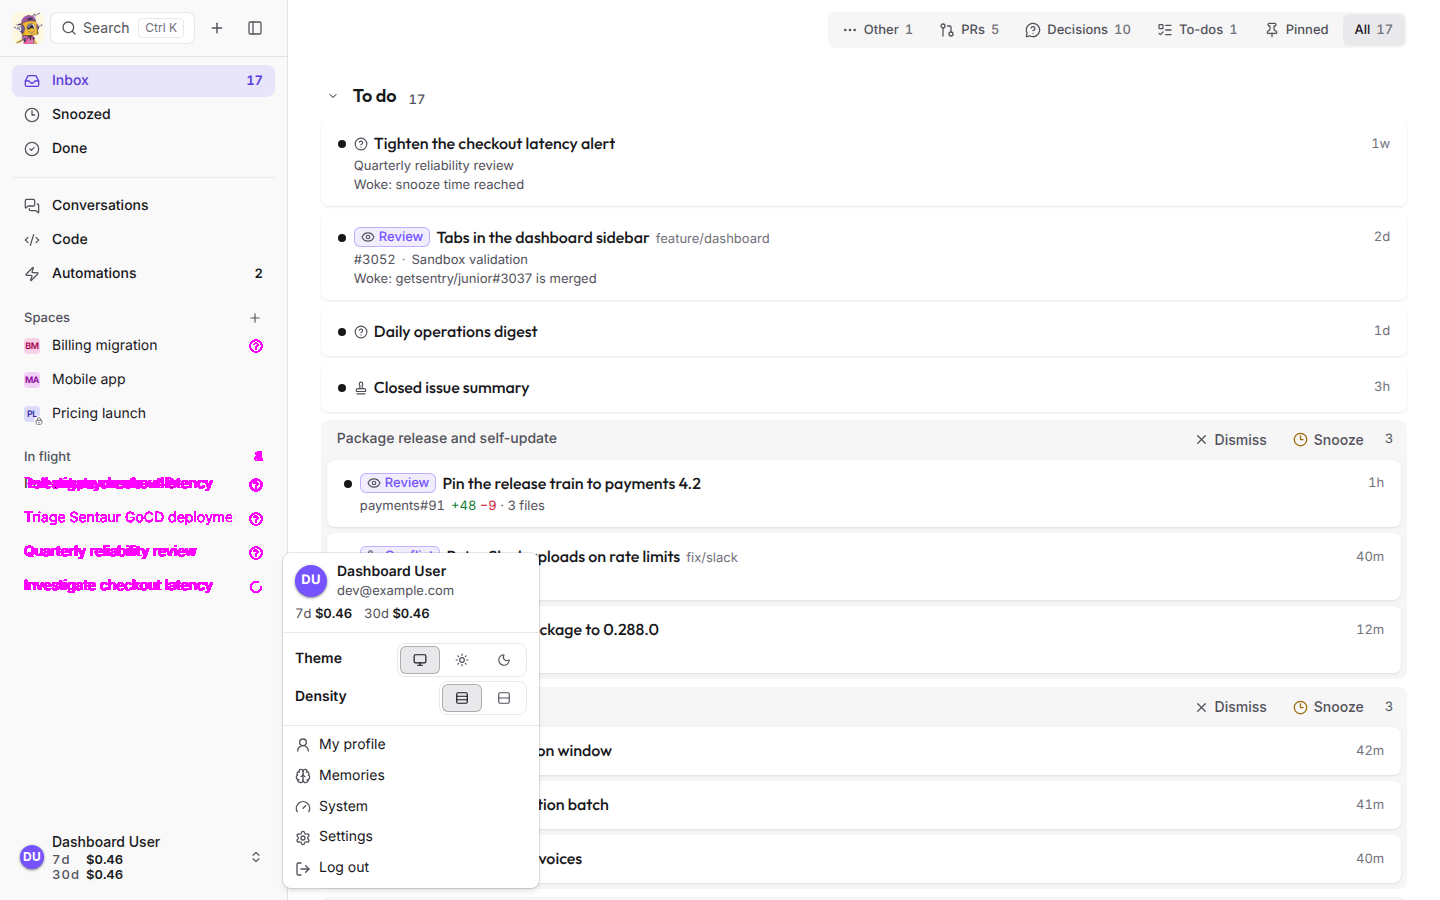 Search Ctrl K
Inbox 17
Snoozed
Done
Conversations
Code
Automations 2
Spaces
BM Billing migration
MA Mobile app
PL Pricing launch
In flight
Triage Sentaur GoCD deployme
Quarterly reliability review
Investigate checkout latency
DU Dashboard User
7d $0.46
30d $0.46
Other 1 PRs 5 Decisions 10 To-dos 1 Pinned All 17
To do 17
Tighten the checkout latency alert 1w
Quarterly reliability review
Woke: snooze time reached
Review Tabs in the dashboard sidebar feature/dashboard 2d
#3052 · Sandbox validation
Woke: getsentry/junior#3037 is merged
Daily operations digest 1d
Closed issue summary 3h
Package release and self-update Dismiss Snooze 3
Review Pin the release train to payments 4.2 1h
payments#91 +48 −9 · 3 files
uploads on rate limits fix/slack 40m
ckage to 0.288.0 12m
Dismiss Snooze 3
on window 42m
tion batch 41m
voices 40m
DU Dashboard User
dev@example.com
7d $0.46 30d $0.46
Theme
Density
My profile
Memories
System
Settings
Log out